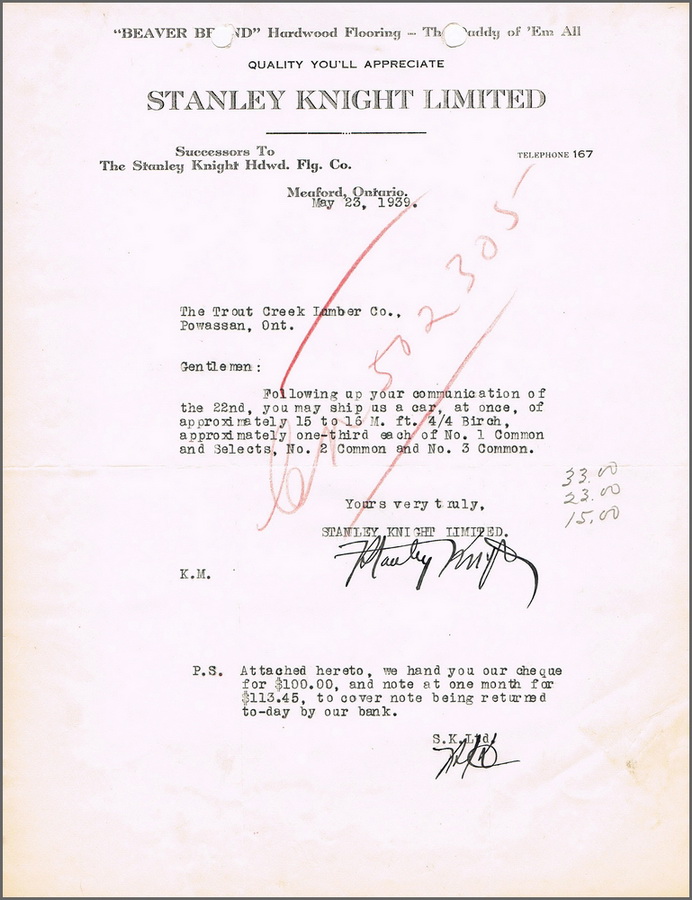 "BEAVER BRAND" Hardwood Flooring - The Daddy of 'Em All
QUALITY YOU'LL APPRECIATE
STANLEY KNIGHT LIMITED
Successors To
The Stanley Knight Hdwd. Flg. Co.
TELEPHONE 167
Meaford, Ontario.
May 23, 1939.
The Trout Creek Lumber Co.,
Powassan, Ont.
Gentlemen:
Following up your communication of
the 22nd, you may ship us a car, at once, of
approximately 15 to 16 M. ft. 4/4 Birch,
approximately one-third each of No. 1 Common
and Selects, No. 2 Common and No. 3 Common.
502305
33.00
23.00
15.00
Yours very truly,
STANLEY KNIGHT LIMITED.
Stanley Knight
K.M.
P.S. Attached hereto, we hand you our cheque
for $100.00, and note at one month for
$113.45, to cover note being returned
to-day by our bank.
S.K.Ltd.